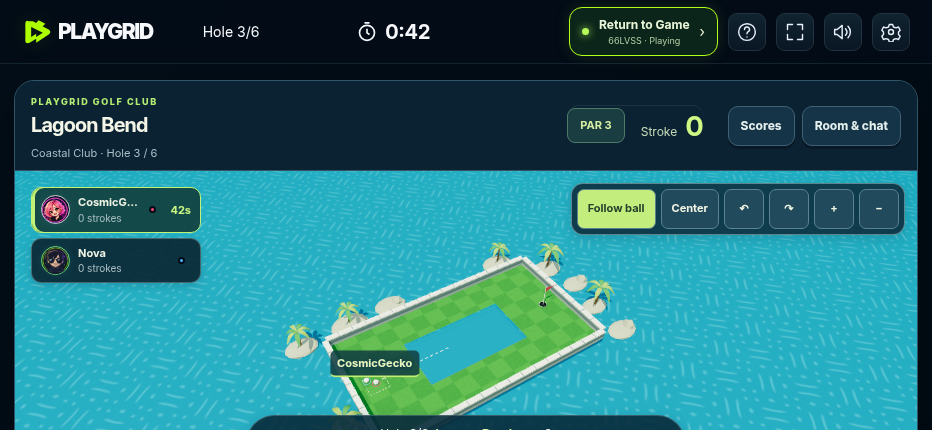 PLAYGRID
Hole 3/6
0:42
Return to Game
66LVSS · Playing
PLAYGRID GOLF CLUB
Lagoon Bend
Coastal Club · Hole 3 / 6
PAR 3
Stroke 0
Scores
Room & chat
CosmicG...
0 strokes
42s
Nova
0 strokes
Follow ball
Center
↶
↷
+
−
CosmicGecko